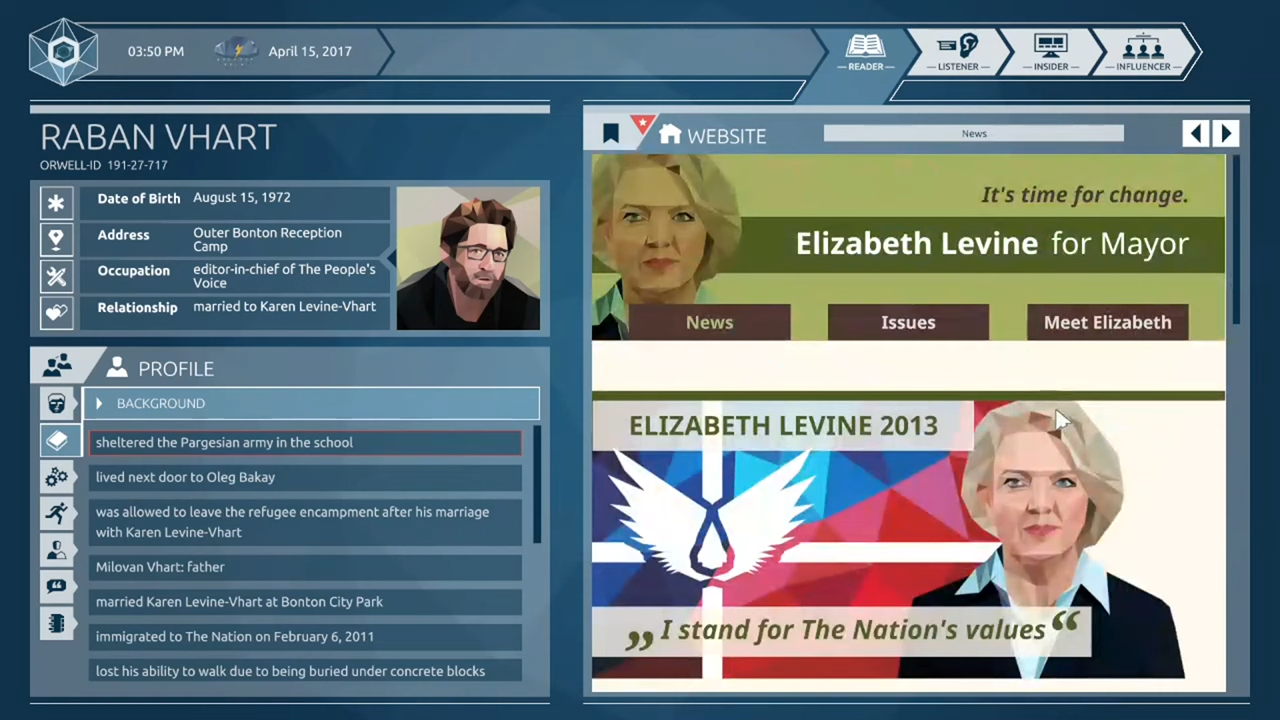 03:50 PM
April 15, 2017
READER
LISTENER
INSIDER
INFLUENCER
RABAN VHART
ORWELL-ID 191-27-717
Date of Birth August 15, 1972
Address Outer Bonton Reception
Camp
Occupation editor-in-chief of The People's
Voice
Relationship married to Karen Levine-Vhart
PROFILE
BACKGROUND
sheltered the Pargesian army in the school
lived next door to Oleg Bakay
was allowed to leave the refugee encampment after his marriage
with Karen Levine-Vhart
Milovan Vhart: father
married Karen Levine-Vhart at Bonton City Park
immigrated to The Nation on February 6, 2011
lost his ability to walk due to being buried under concrete blocks
WEBSITE
News
It's time for change.
Elizabeth Levine for Mayor
News Issues Meet Elizabeth
ELIZABETH LEVINE 2013
„I stand for The Nation's values“